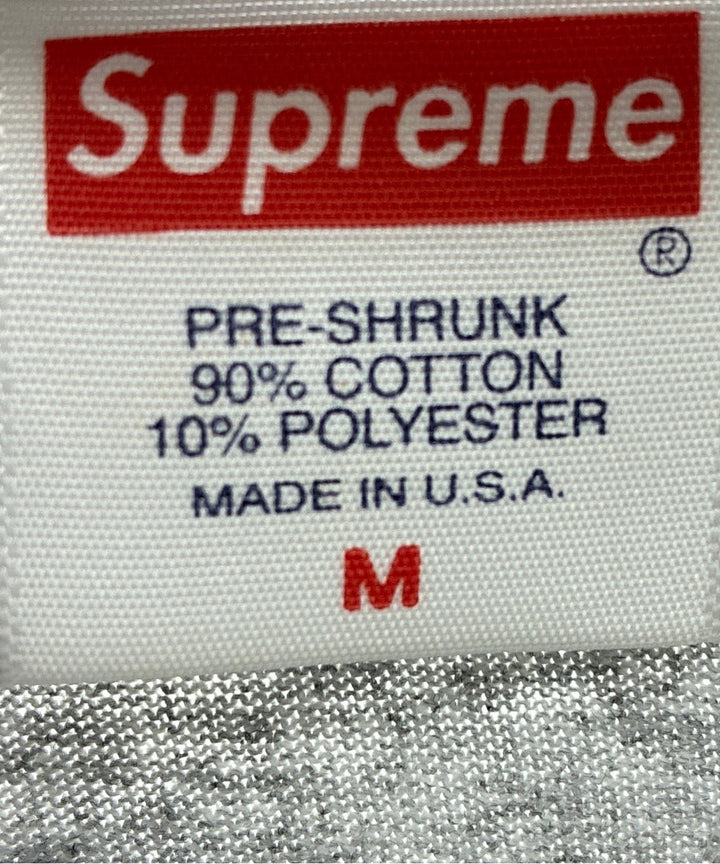 Supreme
®
PRE-SHRUNK
90% COTTON
10% POLYESTER
MADE IN U.S.A.
M